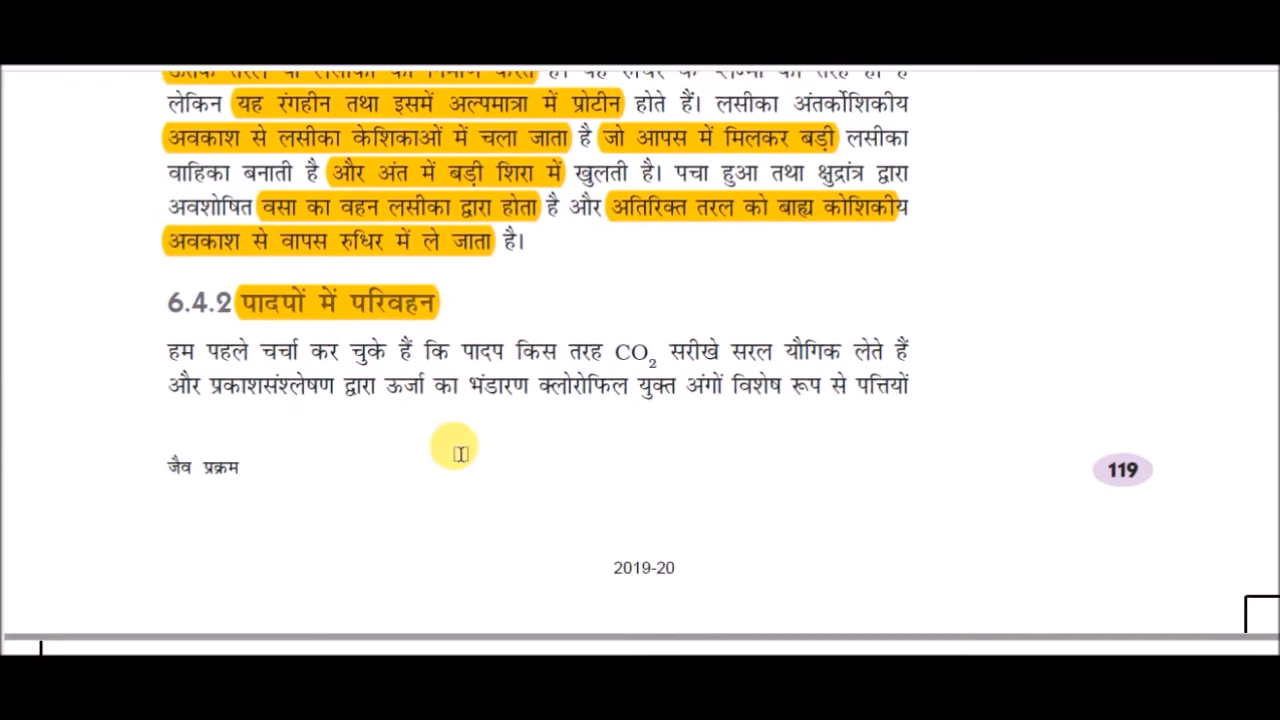 लेकिन यह रंगहीन तथा इसमें अल्पमात्रा में प्रोटीन होते हैं। लसीका अंतर्कोशिकीय
अवकाश से लसीका केशिकाओं में चला जाता है जो आपस में मिलकर बड़ी लसीका
वाहिका बनाती है और अंत में बड़ी शिरा में खुलती है। पचा हुआ तथा क्षुद्रांत्र द्वारा
अवशोषित वसा का वहन लसीका द्वारा होता है और अतिरिक्त तरल को बाह्य कोशिकीय
अवकाश से वापस रुधिर में ले जाता है।
6.4.2 पादपों में परिवहन
हम पहले चर्चा कर चुके हैं कि पादप किस तरह CO₂ सरीखे सरल यौगिक लेते हैं
और प्रकाशसंश्लेषण द्वारा ऊर्जा का भंडारण क्लोरोफिल युक्त अंगों विशेष रूप से पत्तियों
जैव प्रक्रम
119
2019-20